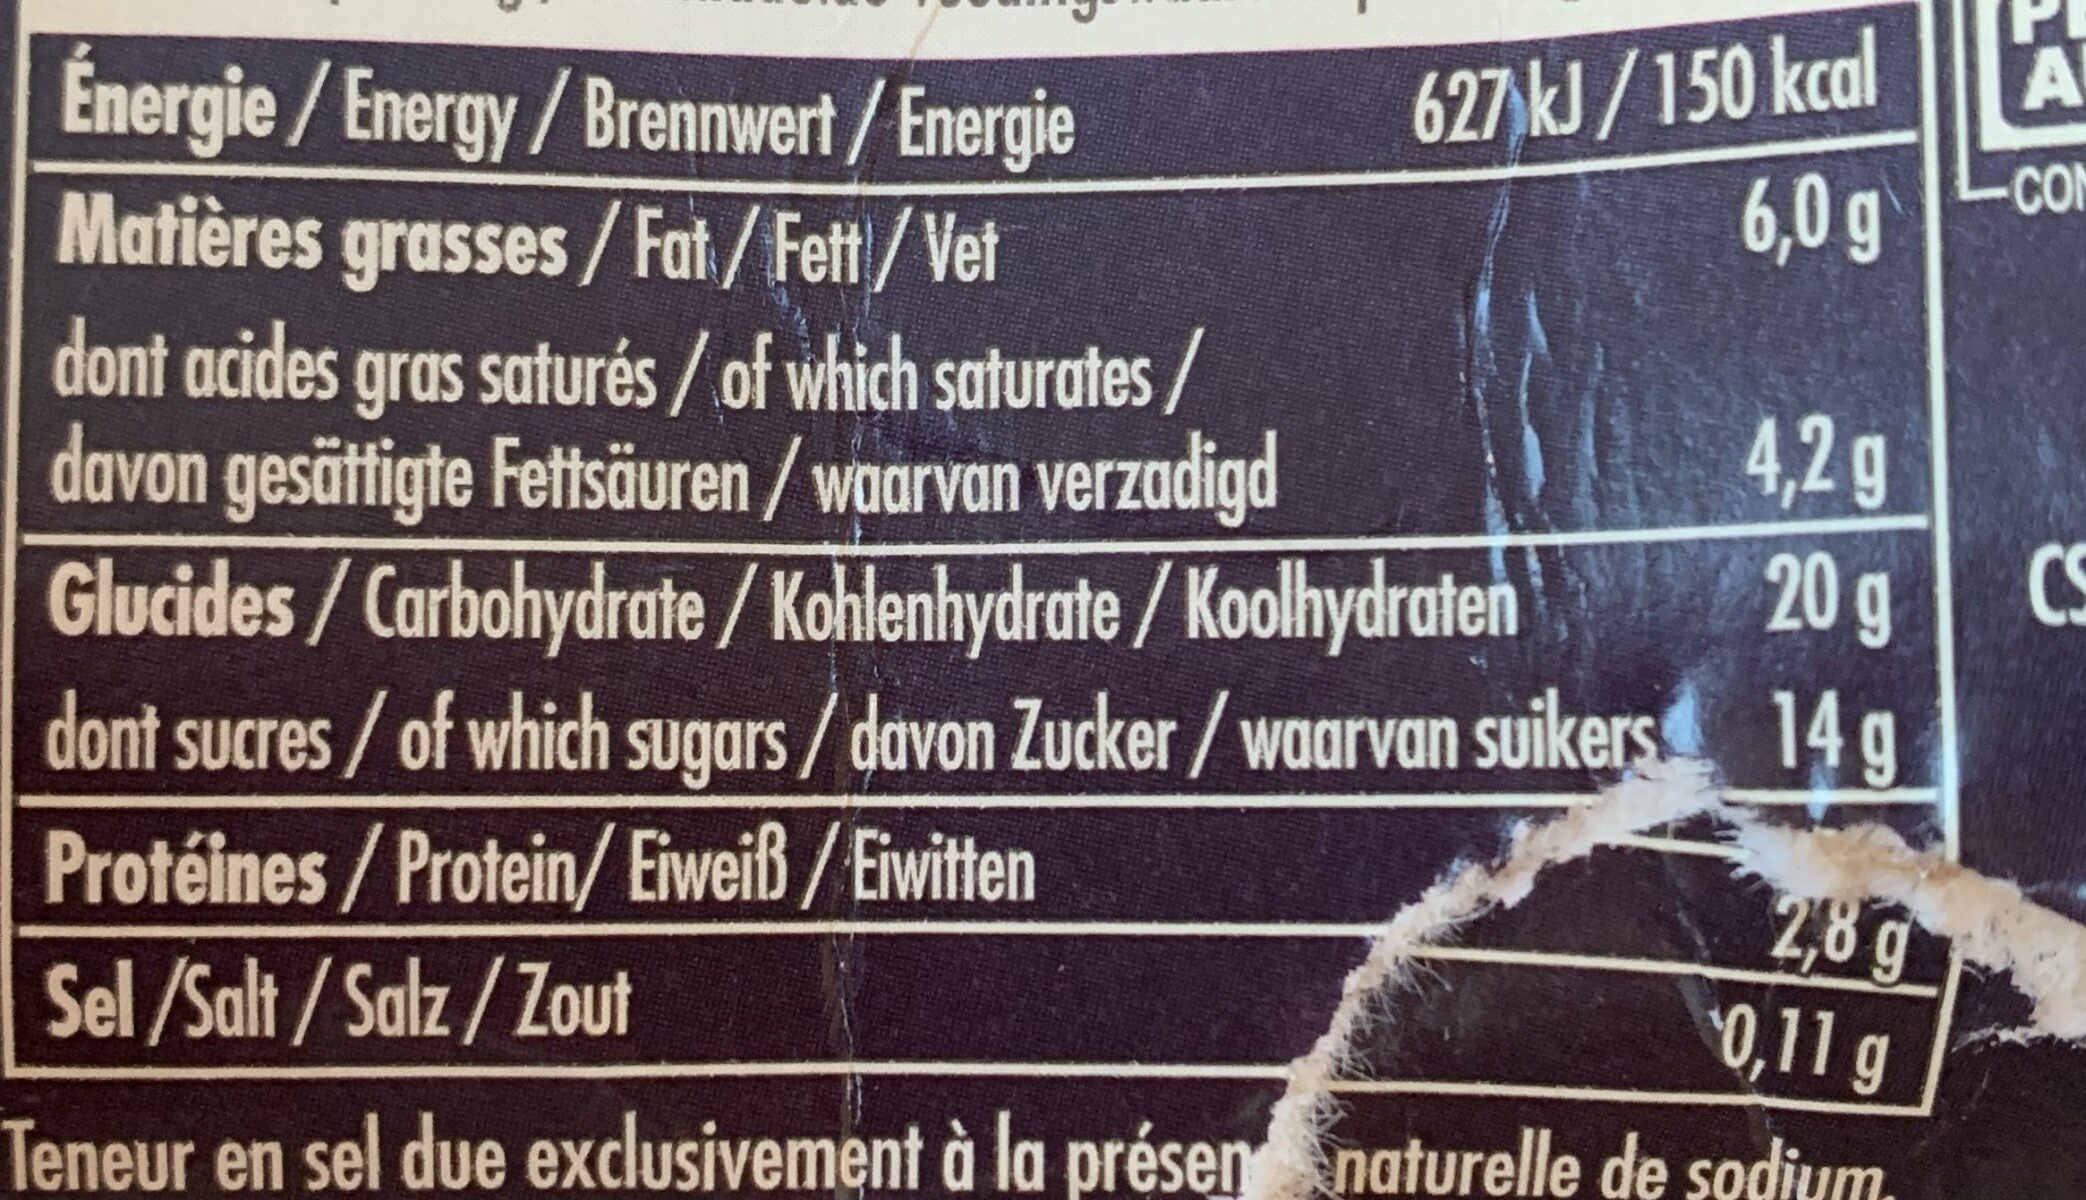 Énergie / Energy / Brennwert / Energie 627 kJ / 150 kcal
Matières grasses / Fat / Fett / Vet 6,0 g
dont acides gras saturés / of which saturates /
davon gesättigte Fettsäuren / waarvan verzadigd 4,2 g
Glucides / Carbohydrate / Kohlenhydrate / Koolhydraten 20 g
dont sucres / of which sugars / davon Zucker / waarvan suikers 14 g
Protéines / Protein/ Eiweiß / Eiwitten 2,8 g
Sel /Salt / Salz / Zout 0,11 g
Teneur en sel due exclusivement à la présen naturelle de sodium